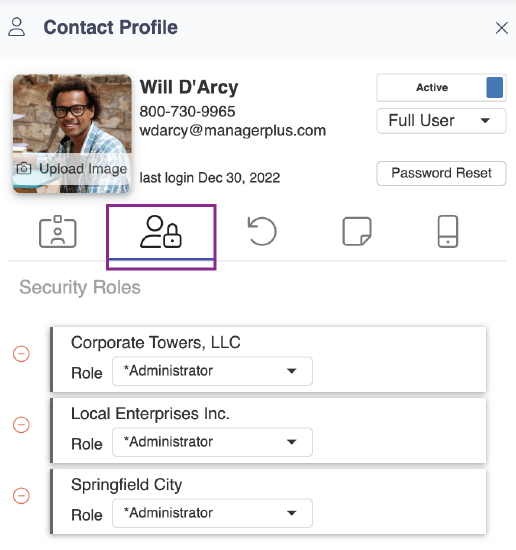 Contact Profile
Will D'Arcy
Active
800-730-9965
Full User
wdarcy@managerplus.com
Upload Image
last login Dec 30, 2022
Password Reset
Security Roles
Corporate Towers, LLC
Role *Administrator
Local Enterprises Inc.
Role *Administrator
Springfield City
Role *Administrator